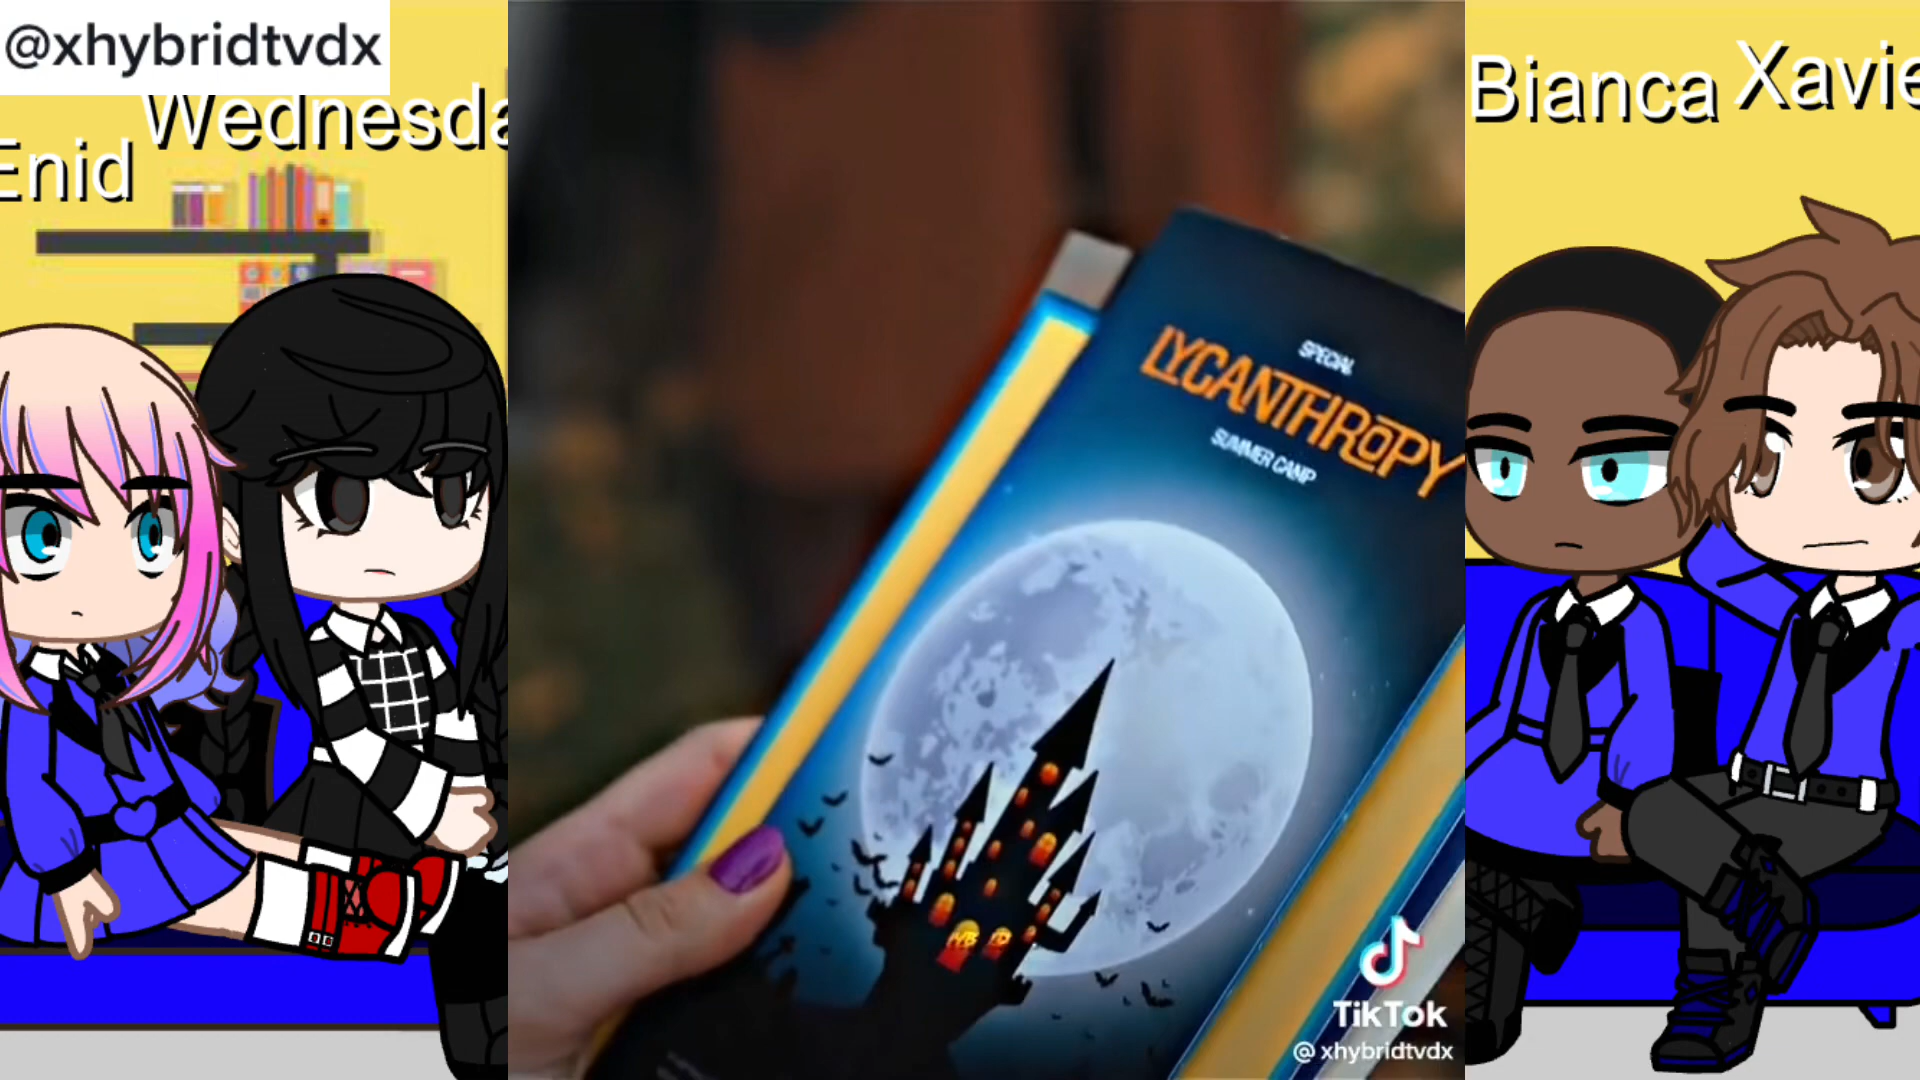 @xhybridtvdx
Wednesda
Enid
SPECIAL
LYCANTHROPY
SUMMER CAMP
TikTok
@xhybridtvdx
Bianca
Xavie